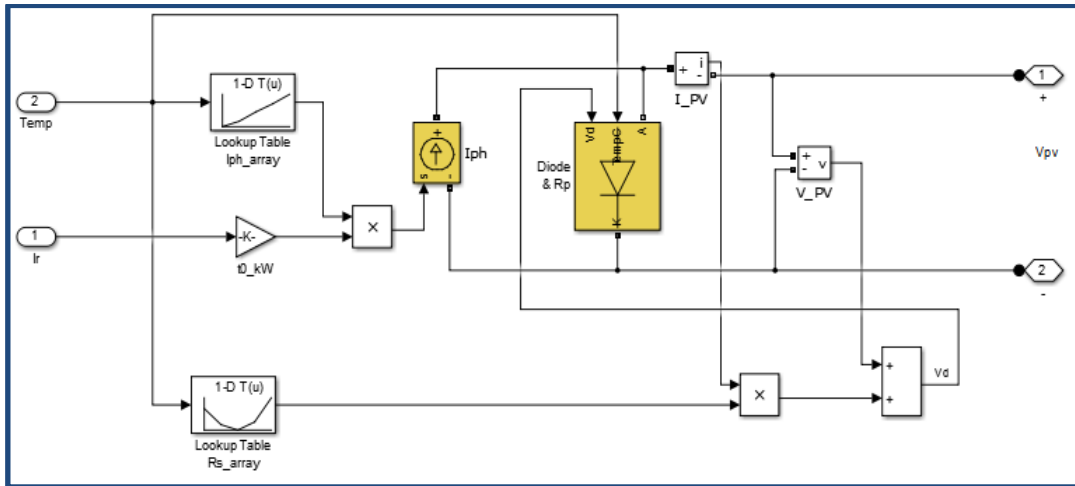 2
Temp
1-D T(u)
Lookup Table
Iph_array
+
s
-
Iph
Vd
TempC
A
K
Diode
& Rp
+
i
-
I_PV
1
+
Vpv
+
-
v
V_PV
1
Ir
-K-
t0_kW
×
2
-
1-D T(u)
Lookup Table
Rs_array
×
+
+
Vd